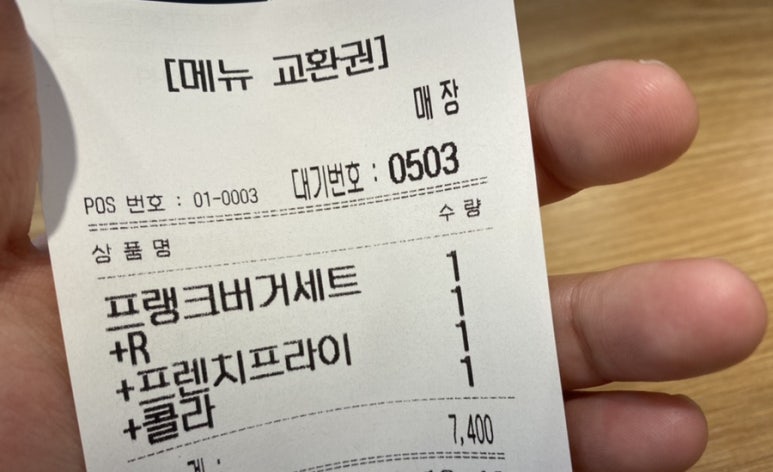 [메뉴 교환권]
매장
POS 번호 : 01-0003 대기번호 : 0503
상품명 수량
프랭크버거세트 1
+R 1
+프렌치프라이 1
+콜라 1
7,400